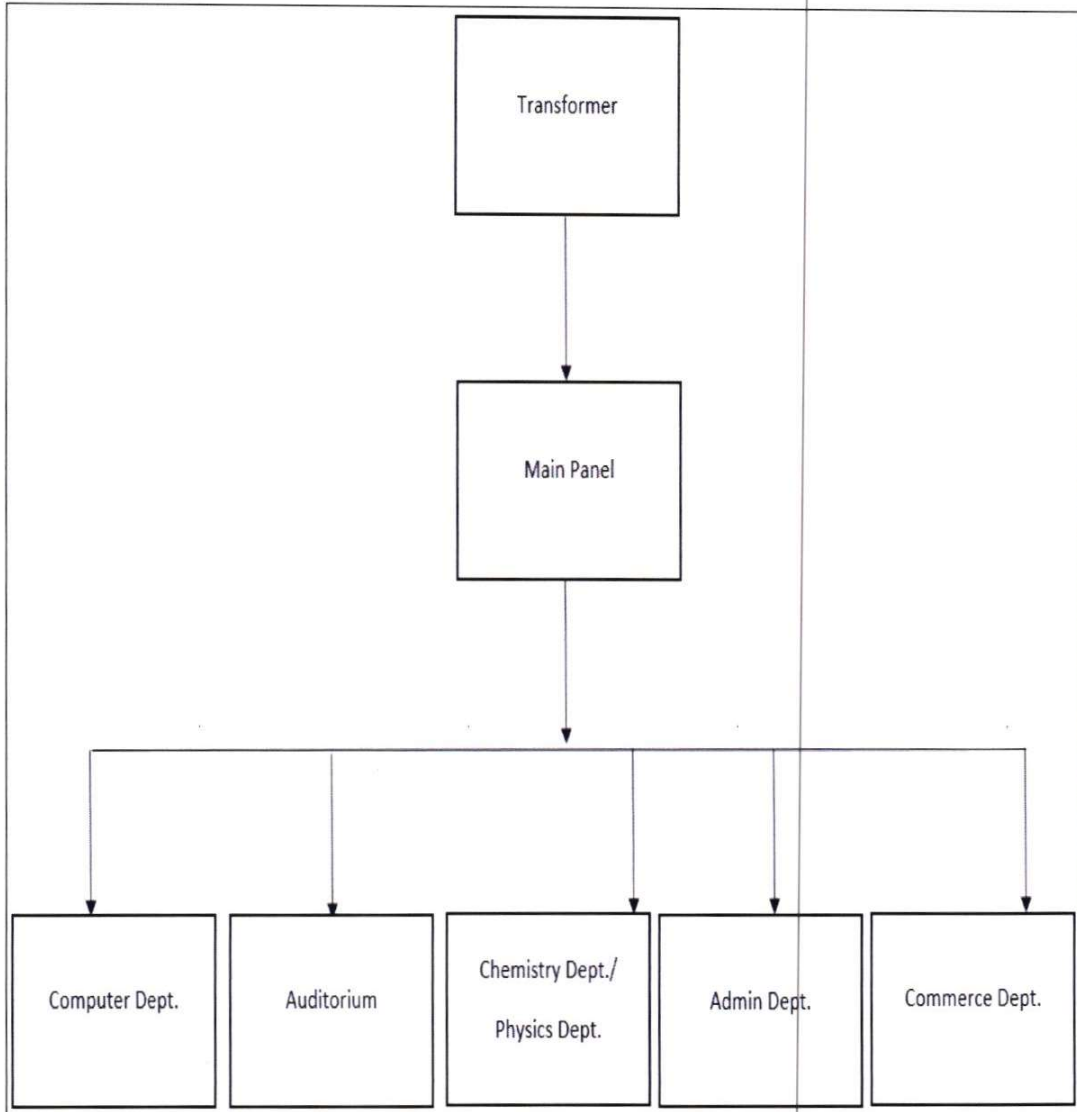 Transformer
Main Panel
Computer Dept.
Auditorium
Chemistry Dept./
Physics Dept.
Admin Dept.
Commerce Dept.